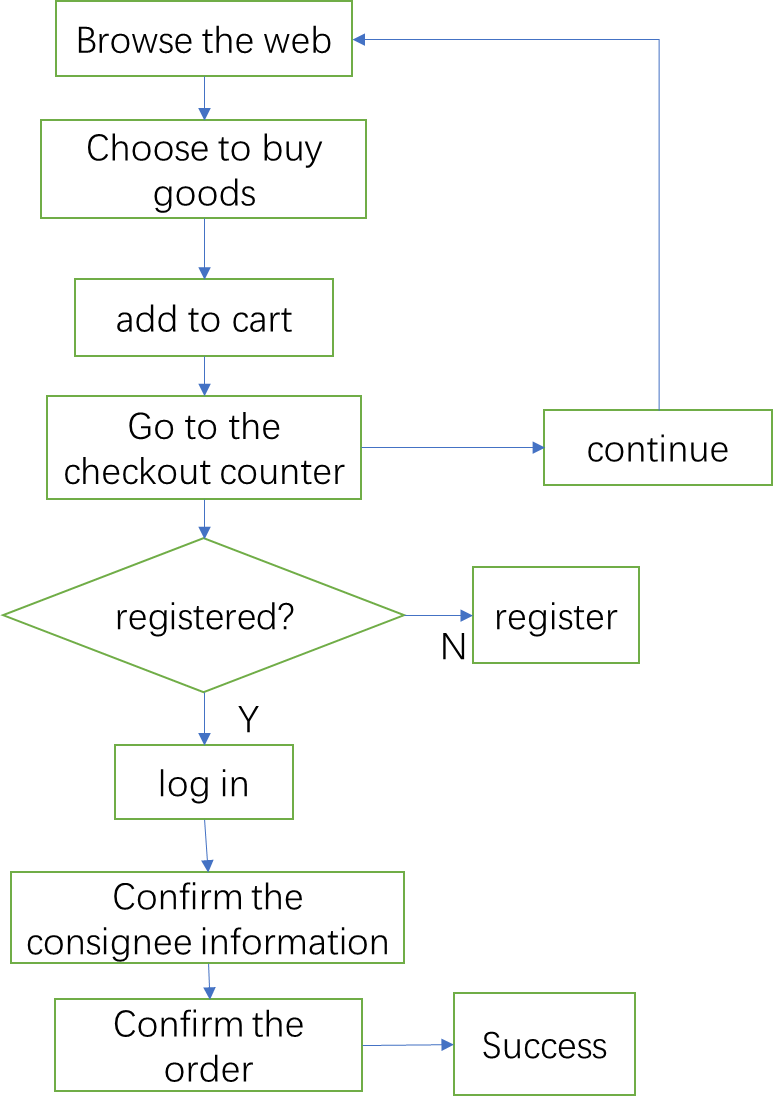 Browse the web
Choose to buy
goods
add to cart
Go to the
checkout counter
continue
registered?
N
register
Y
log in
Confirm the
consignee information
Confirm the
order
Success